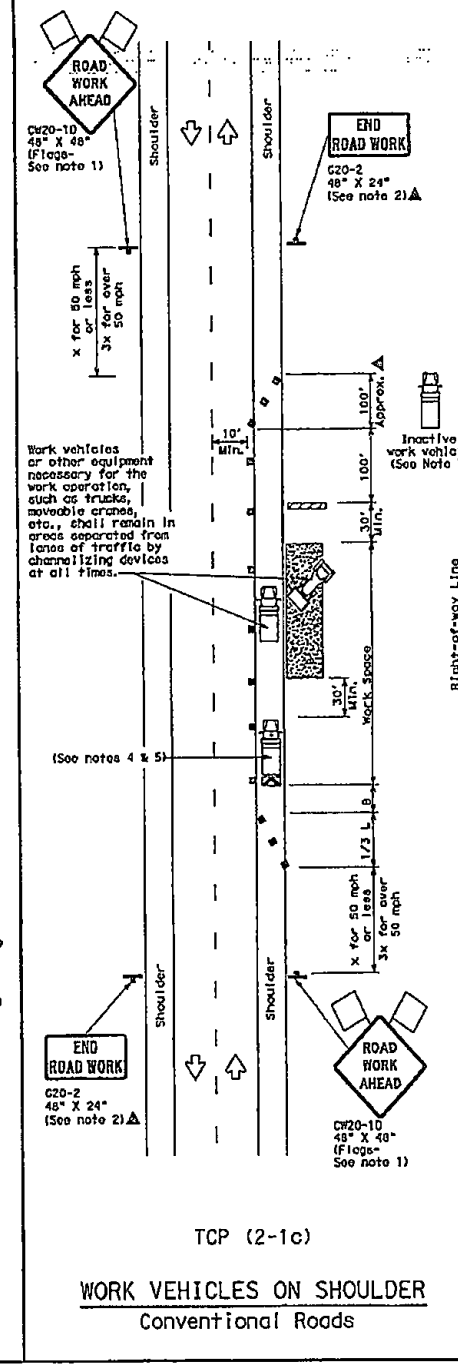 ROAD
WORK
AHEAD
CW20-1D
48" X 48"
(Flags-
See note 1)
Shoulder
Shoulder
END
ROAD WORK
G20-2
48" X 24"
(See note 2)
x for 50 mph
or less
3x for over
50 mph
10'
Min.
100'
Approx.
100'
30'
Min.
Inactive
work vehicl
(See Note
Work vehicles
or other equipment
necessary for the
work operation,
such as trucks,
moveable cranes,
etc., shall remain in
areas separated from
lanes of traffic by
channelizing devices
at all times.
Right-of-way Line
30'
Min.
Work Space
(See notes 4 & 5)
B
1/3 L
x for 50 mph
or less
3x for over
50 mph
Shoulder
Shoulder
END
ROAD WORK
G20-2
48" X 24"
(See note 2)
ROAD
WORK
AHEAD
CW20-1D
48" X 48"
(Flags-
See note 1)
TCP (2-1c)
WORK VEHICLES ON SHOULDER
Conventional Roads